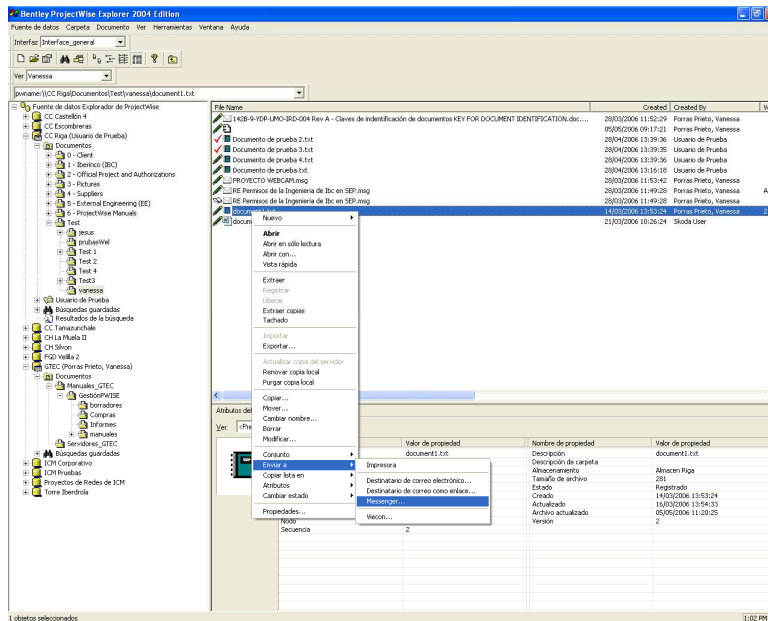 Bentley ProjectWise Explorer 2004 Edition
Fuente de datos Carpeta Documento Ver Herramientas Ventana Ayuda
Interfaz Interface_general
Ver Vanessa
pwname:\\CC Riga\Documentos\Test\vanessa\document1.txt
Fuente de datos Explorador de ProjectWise
CC Castellón 4
CC Escombreras
CC Riga (Usuario de Prueba)
Documentos
0 - Client
1 - Iberinco (IBC)
2 - Official Project and Authorizations
3 - Pictures
4 - Suppliers
5 - External Engineering (EE)
6 - ProjectWise Manuals
Test
jesus
prubasWel
Test 1
Test 2
Test 4
Test3
vanessa
Usuario de Prueba
Búsquedas guardadas
Resultados de la búsqueda
CC Tamazunchale
CH La Muela II
CH Silvon
FGD Velilla 2
GTEC (Porras Prieto, Vanessa)
Documentos
Manuales_GTEC
GestiónPWISE
borradores
Compras
Informes
manuales
Servidores_GTEC
Búsquedas guardadas
ICM Corporativo
ICM Pruebas
Proyectos de Redes de ICM
Torre Iberdrola
File Name Created Created By
142B-9-YDP-UMO-IRD-004 Rev A - Claves de indentificación de documentos KEY FOR DOCUMENT IDENTIFICATION.doc.... 28/03/2006 11:52:29 Porras Prieto, Vanessa
05/05/2006 09:17:21 Porras Prieto, Vanessa
Documento de prueba 2.txt 28/04/2006 13:39:36 Usuario de Prueba
Documento de prueba 3.txt 28/04/2006 13:39:35 Usuario de Prueba
Documento de prueba 4.txt 28/04/2006 13:39:36 Usuario de Prueba
Documento de prueba.txt 28/04/2006 13:16:18 Usuario de Prueba
PROYECTO WEBCAM.msg 28/03/2006 11:53:42 Porras Prieto, Vanessa
RE Permisos de la Ingenieria de Ibc en SEP.msg 28/03/2006 11:49:28 Porras Prieto, Vanessa A
RE Permisos de la Ingenieria de Ibc en SEP.msg 28/03/2006 11:49:28 Porras Prieto, Vanessa
document1.txt 14/03/2006 13:53:24 Porras Prieto, Vanessa 2
docum 21/03/2006 10:26:24 Skoda User
Nuevo
Abrir
Abrir en sólo lectura
Abrir con...
Vista rápida
Extraer
Registrar
Liberar
Extraer copias
Tachado
Importar
Exportar...
Actualizar copia del servidor
Renovar copia local
Purgar copia local
Copiar...
Mover...
Cambiar nombre...
Borrar
Modificar...
Conjunto
Enviar a
Copiar lista en
Atributos
Cambiar estado
Propiedades...
Impresora
Destinatario de correo electrónico...
Destinatario de correo como enlace...
Messenger...
Viecon...
Atributos del
Ver: <Pre
Valor de propiedad Nombre de propiedad Valor de propiedad
document1.txt Descripción document1.txt
Descripción de carpeta
Almacenamiento Almacen Riga
Tamaño de archivo 281
Estado Registrado
Creado 14/03/2006 13:53:24
Actualizado 16/03/2006 13:54:33
Archivo actualizado 05/05/2006 11:20:25
Nodo Versión 2
Secuencia 2
1 objetos seleccionados 1:02 PM